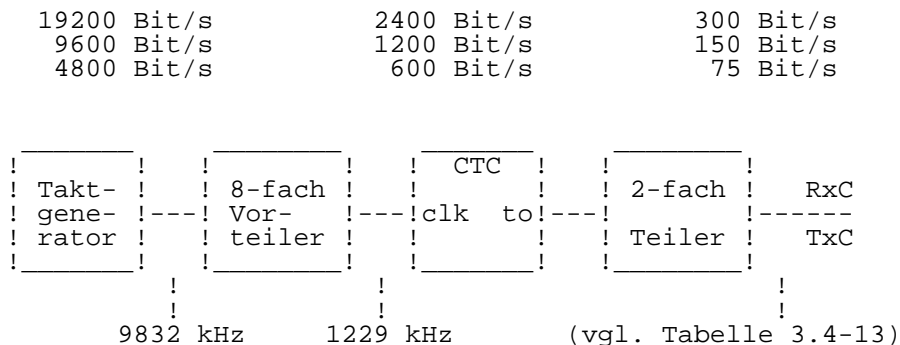 19200 Bit/s 2400 Bit/s 300 Bit/s
9600 Bit/s 1200 Bit/s 150 Bit/s
4800 Bit/s 600 Bit/s 75 Bit/s
CTC
Takt- 8-fach 2-fach RxC
gene- Vor- clk to
rator teiler Teiler TxC
9832 kHz 1229 kHz (vgl. Tabelle 3.4-13)